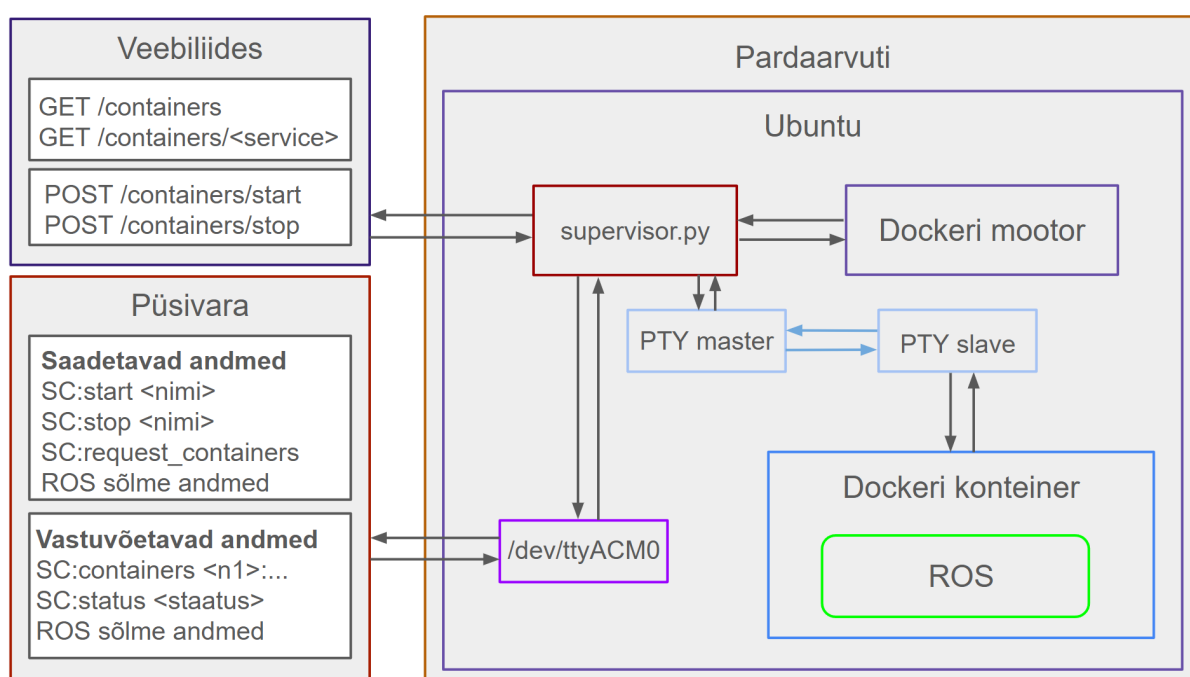 Veebiliides
GET /containers
GET /containers/<service>
POST /containers/start
POST /containers/stop
Püsivara
Saadetavad andmed
SC:start <nimi>
SC:stop <nimi>
SC:request_containers
ROS sõlme andmed
Vastuvõetavad andmed
SC:containers <n1>:...
SC:status <staatus>
ROS sõlme andmed
Pardaarvuti
Ubuntu
supervisor.py
Dockeri mootor
PTY master
PTY slave
/dev/ttyACM0
Dockeri konteiner
ROS